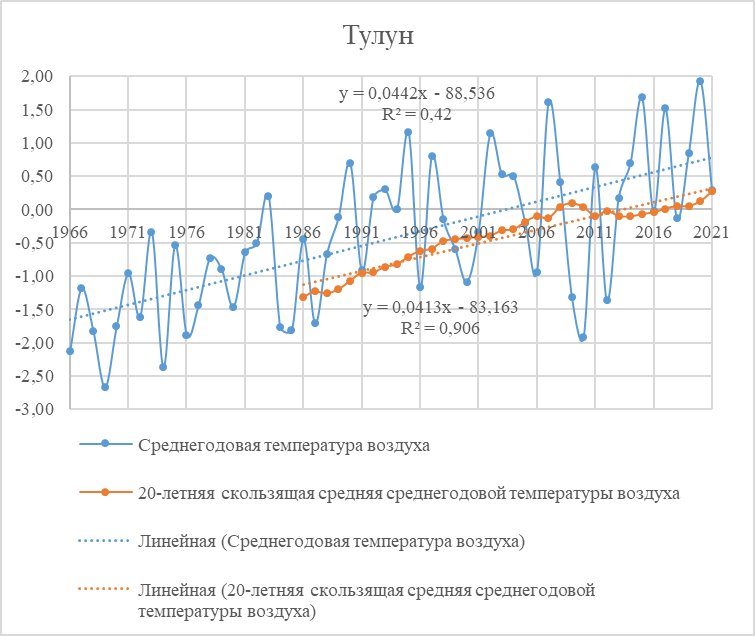 Тулун
2,00
1,50
1,00
0,50
0,00
-0,50
-1,00
-1,50
-2,00
-2,50
-3,00
1966 1971 1976 1981 1986 1991 1996 2001 2006 2011 2016 2021
y = 0,0442x - 88,536
R² = 0,42
y = 0,0413x - 83,163
R² = 0,906
Среднегодовая температура воздуха
20-летняя скользящая средняя среднегодовой температуры воздуха
Линейная (Среднегодовая температура воздуха)
Линейная (20-летняя скользящая средняя среднегодовой
температуры воздуха)